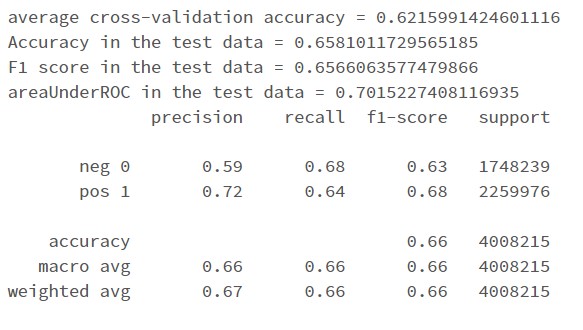 average cross-validation accuracy = 0.6215991424601116
Accuracy in the test data = 0.6581011729565185
F1 score in the test data = 0.6566063577479866
areaUnderROC in the test data = 0.7015227408116935
precision recall f1-score support
neg 0 0.59 0.68 0.63 1748239
pos 1 0.72 0.64 0.68 2259976
accuracy 0.66 4008215
macro avg 0.66 0.66 0.66 4008215
weighted avg 0.67 0.66 0.66 4008215